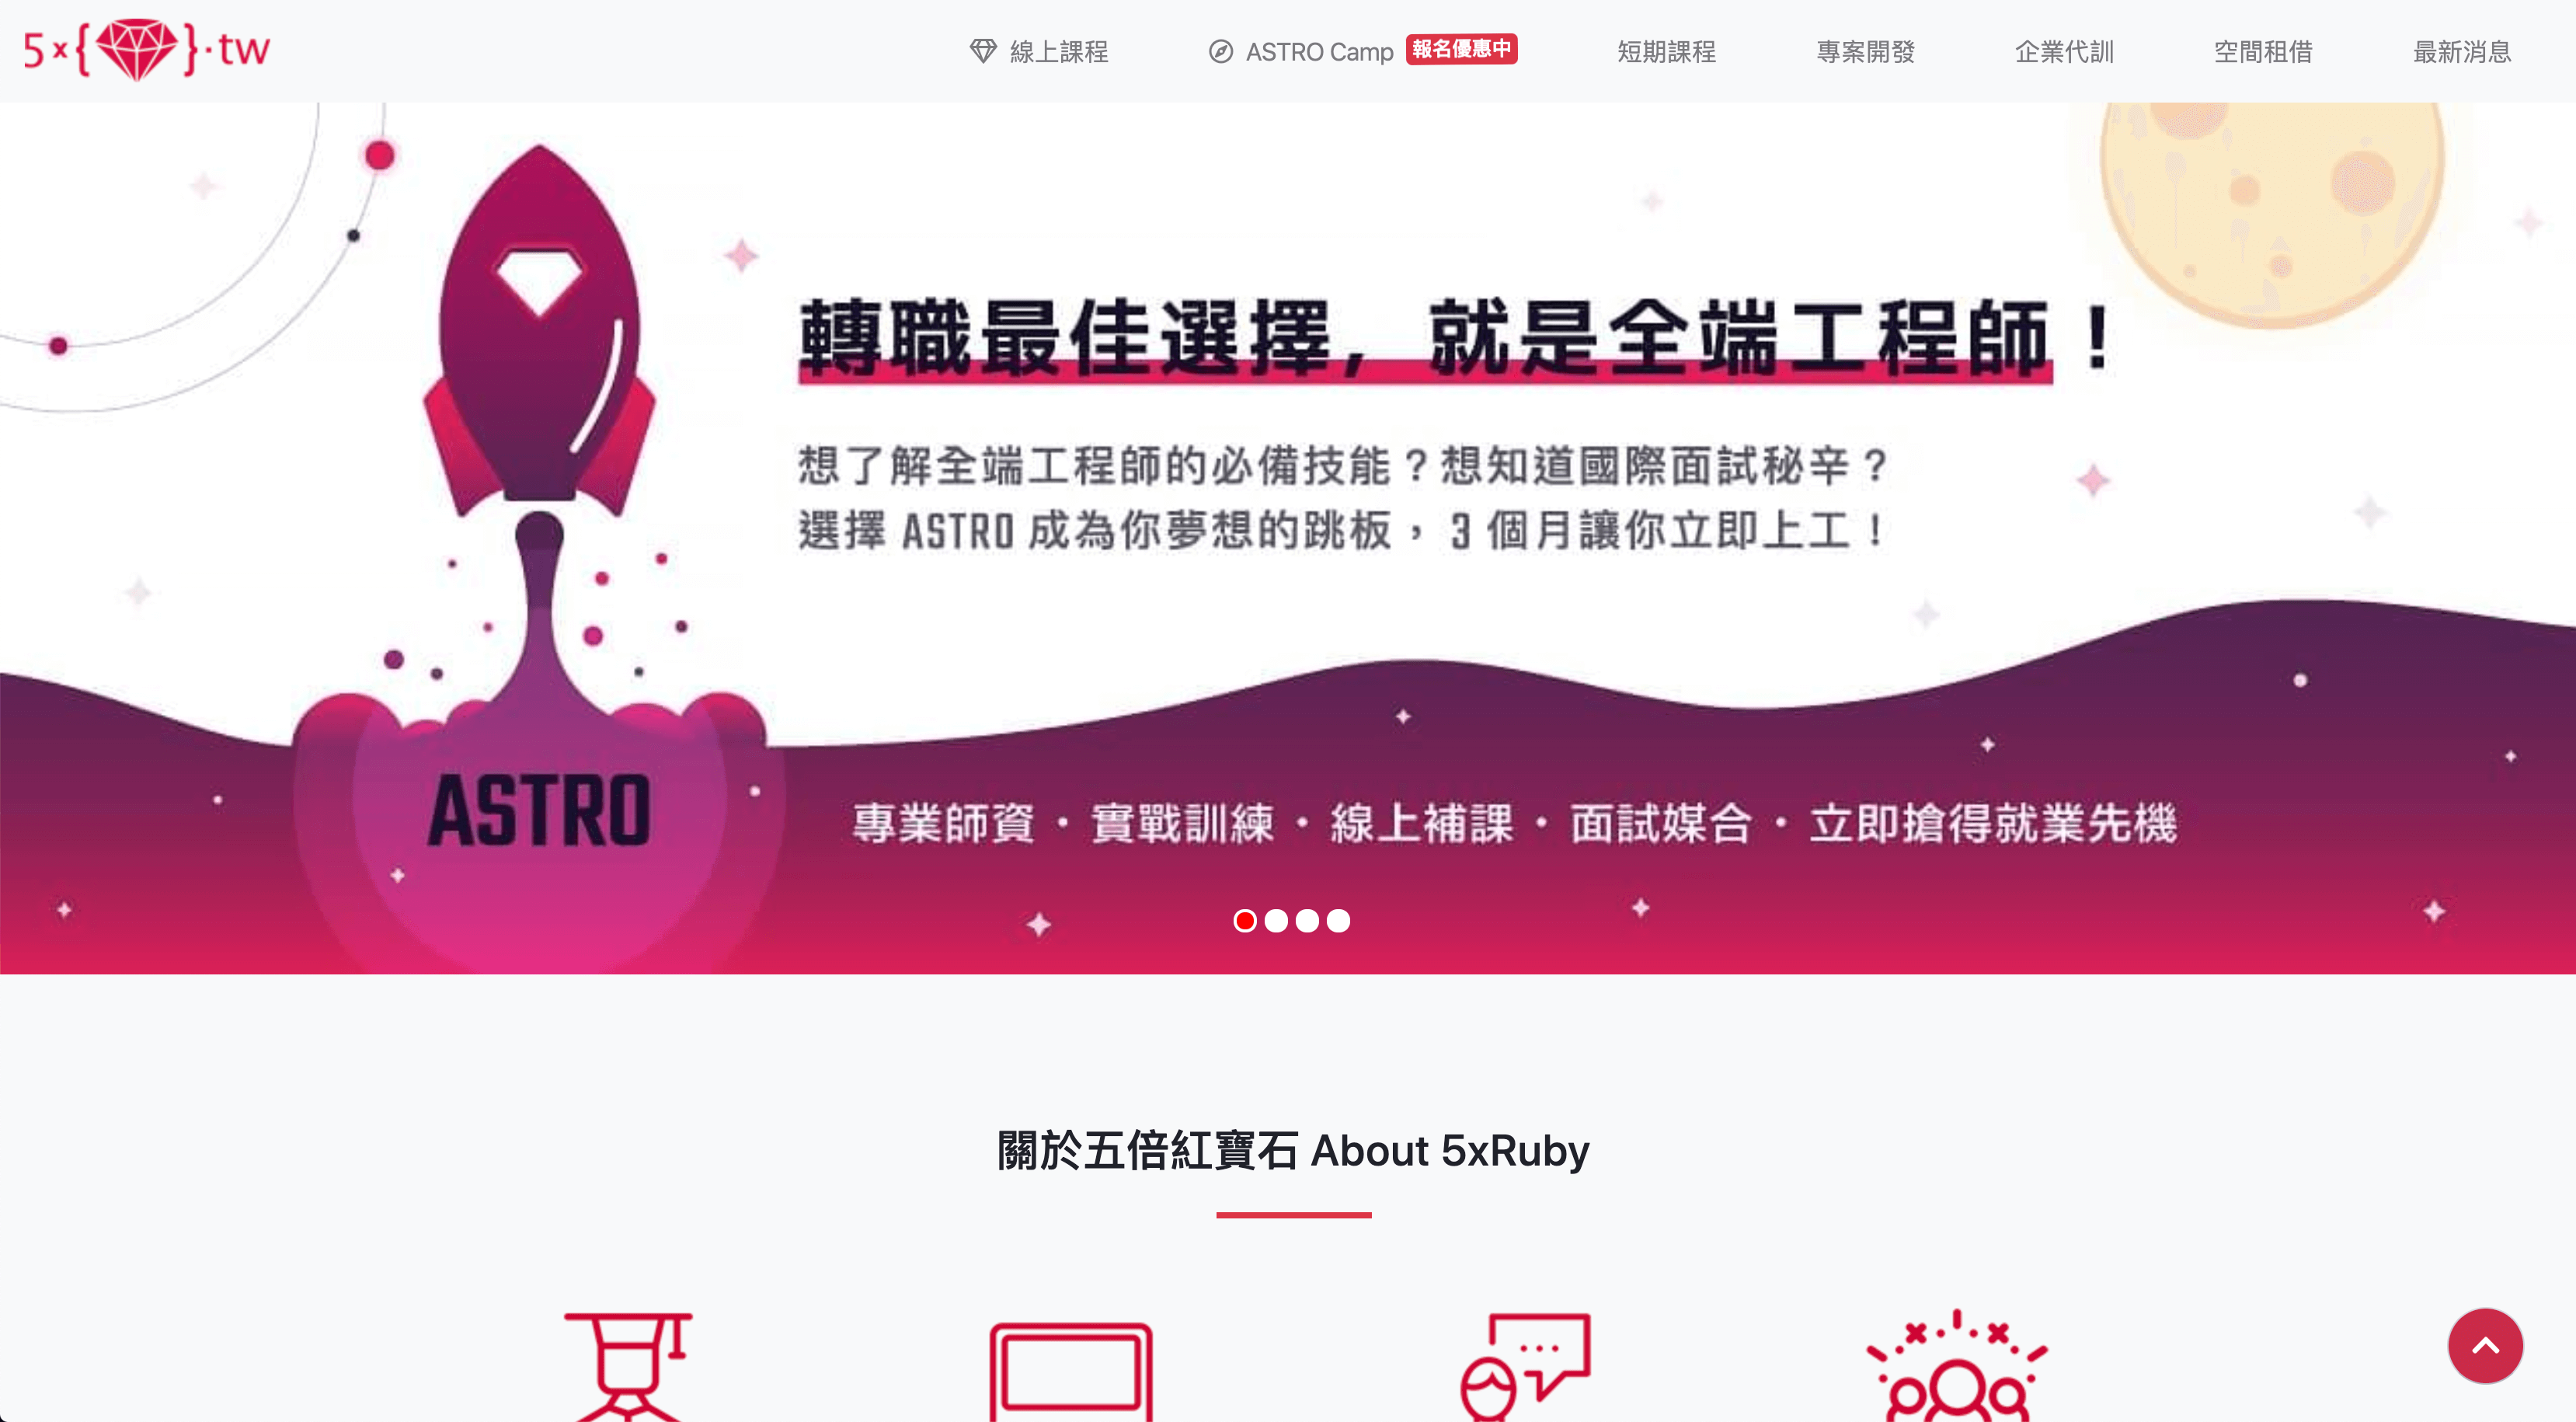 5×{}·tw
線上課程
ASTRO Camp 報名優惠中
短期課程
專案開發
企業代訓
空間租借
最新消息
轉職最佳選擇，就是全端工程師！
想了解全端工程師的必備技能？想知道國際面試秘辛？
選擇 ASTRO 成為你夢想的跳板，3 個月讓你立即上工！
ASTRO
專業師資・實戰訓練・線上補課・面試媒合・立即搶得就業先機
關於五倍紅寶石 About 5xRuby